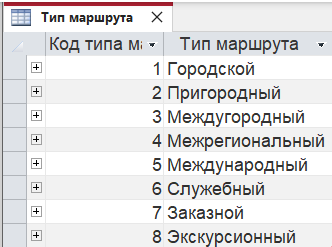 Тип маршрута
Код типа ма Тип маршрута
1 Городской
2 Пригородный
3 Междугородный
4 Межрегиональный
5 Международный
6 Служебный
7 Заказной
8 Экскурсионный